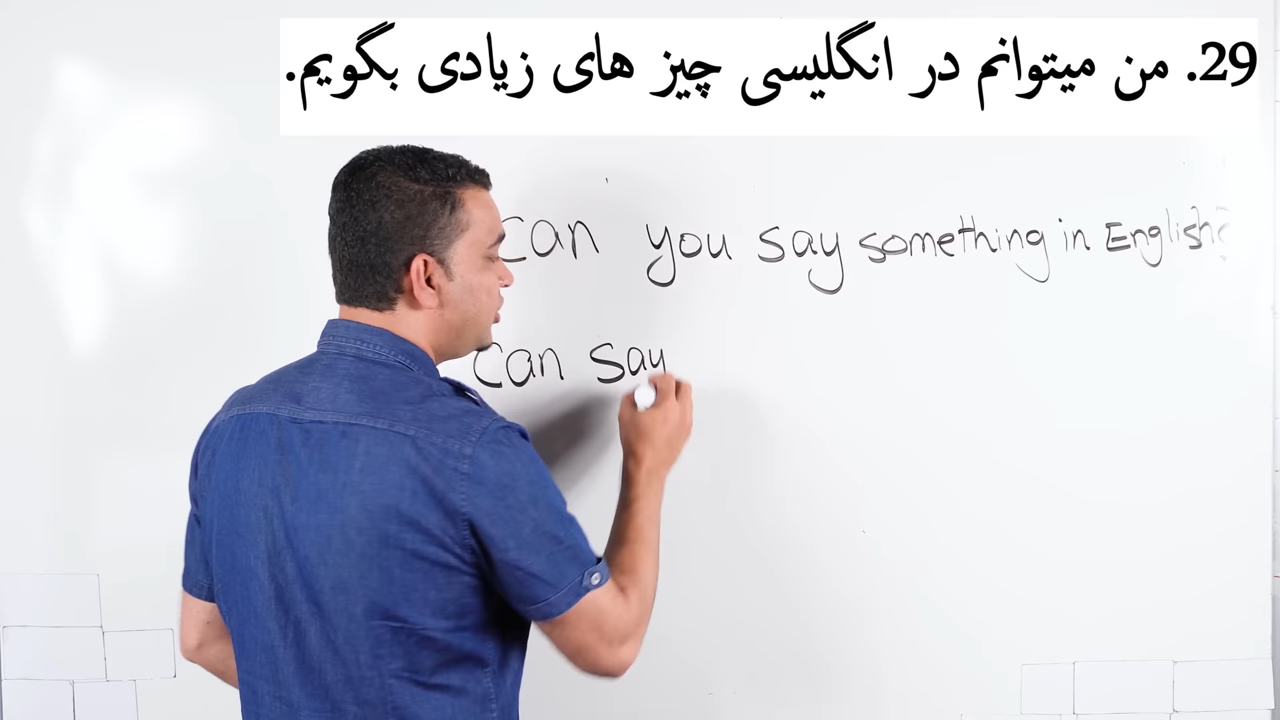 29. من میتوانم در انگلیسی چیز های زیادی بگویم.
Can you say something in English?
Can say